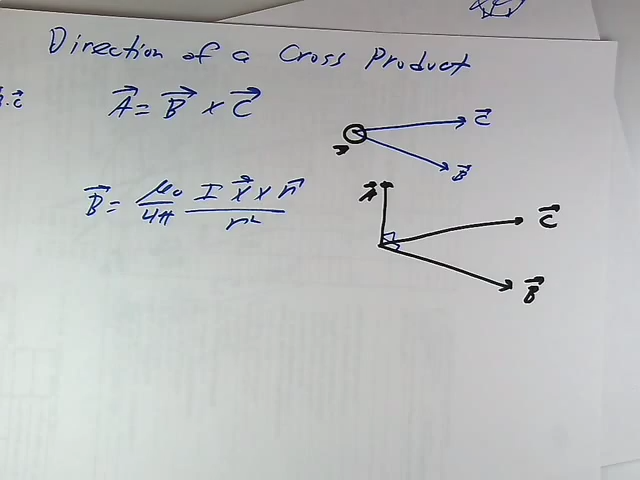 Direction of a Cross Product
A⃗ = B⃗ × C⃗
C⃗
B⃗
B⃗ = μ₀/4π I x⃗ × r⃗ / r²
A⃗
C⃗
B⃗